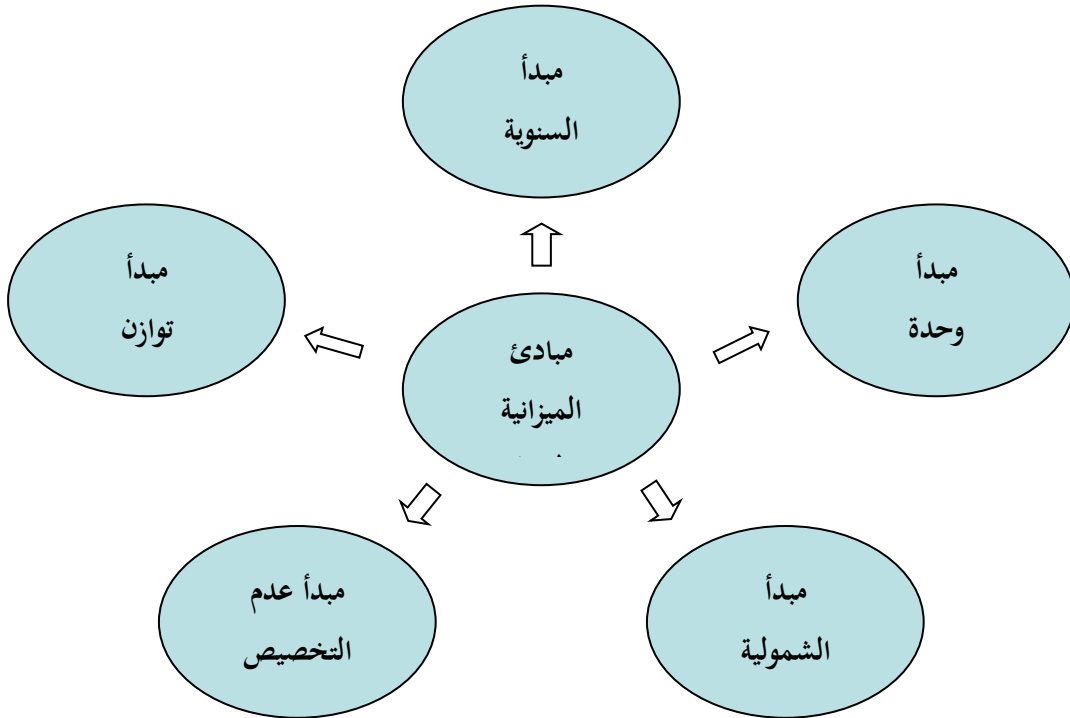 مبدأ
السنوية
مبدأ
وحدة
مبدأ
توازن
مبادئ
الميزانية
مبدأ عدم
التخصيص
مبدأ
الشمولية